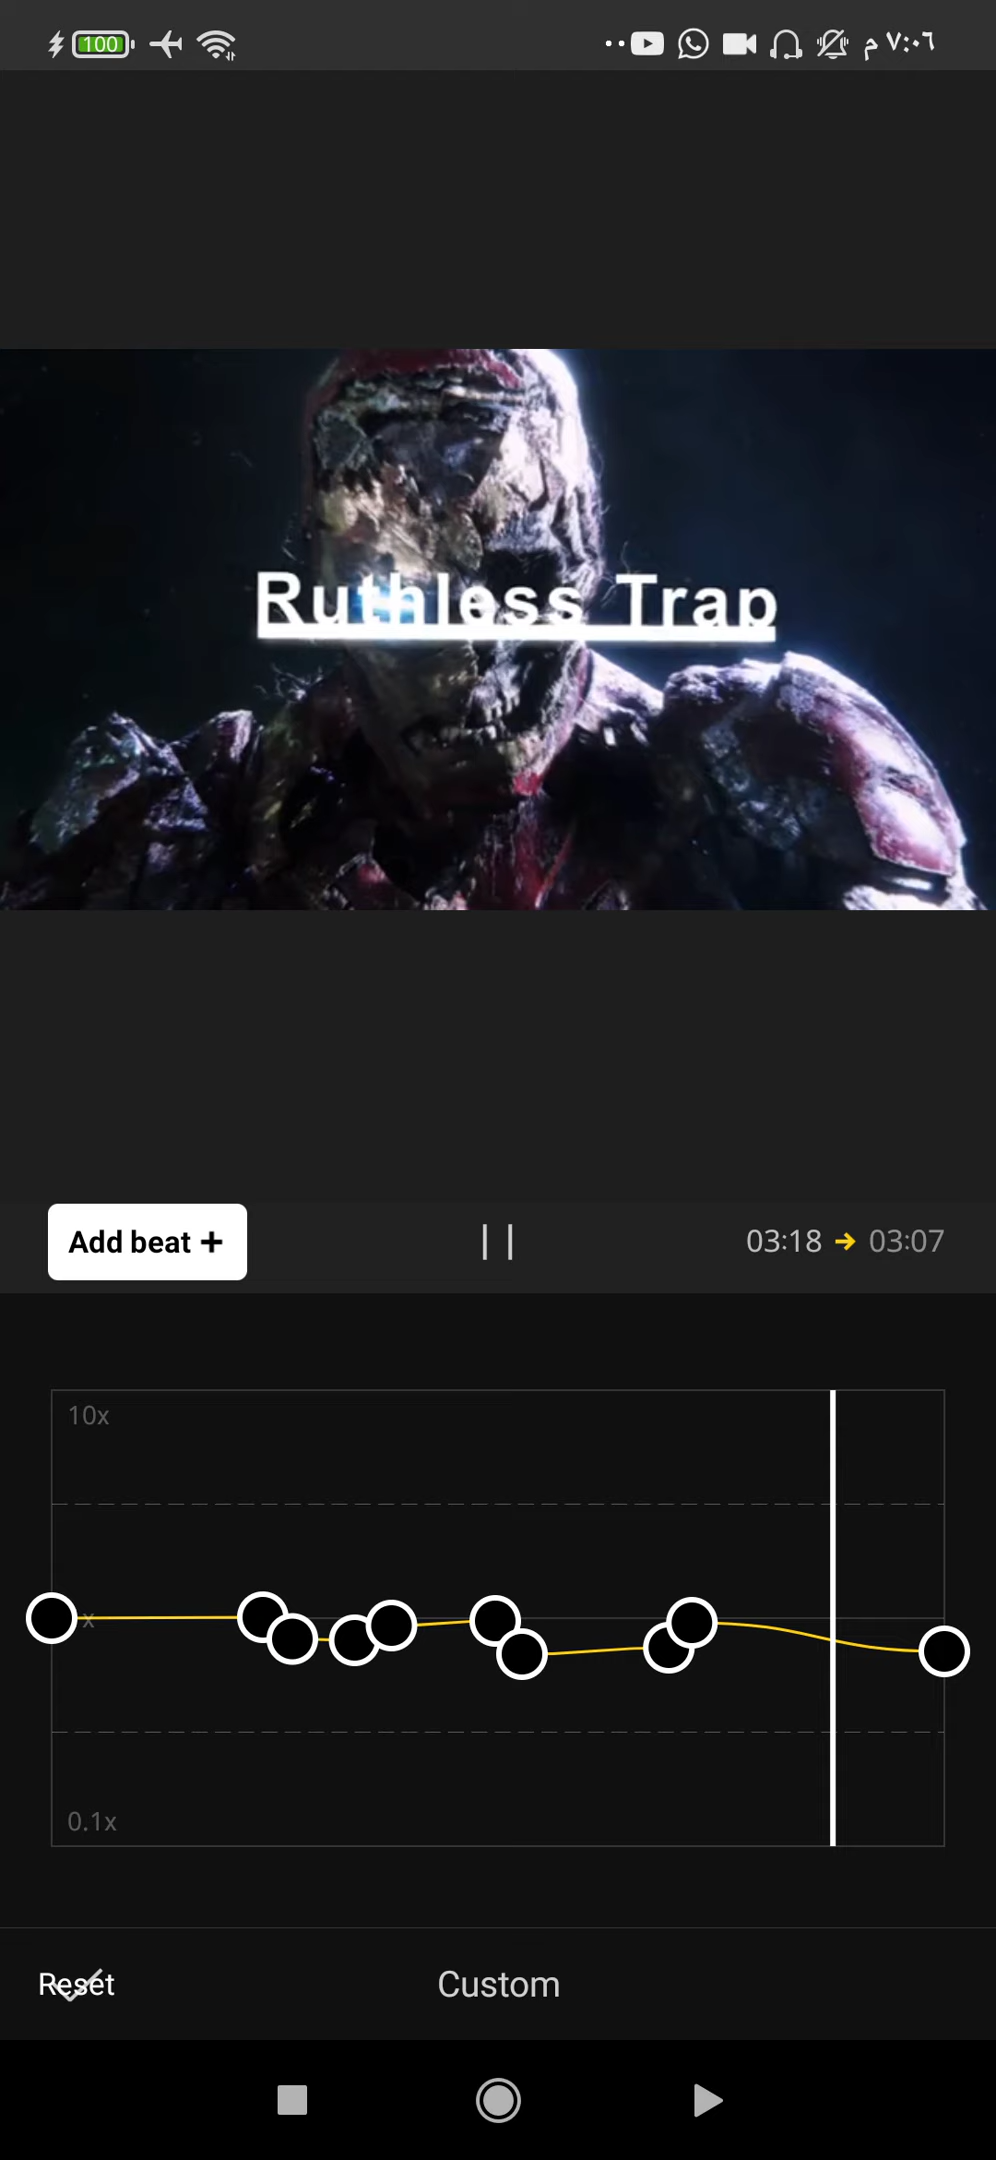 100
٧:٠٦ م
Ruthless Trap
Add beat +
03:18 → 03:07
10x
x
0.1x
Reset
Custom